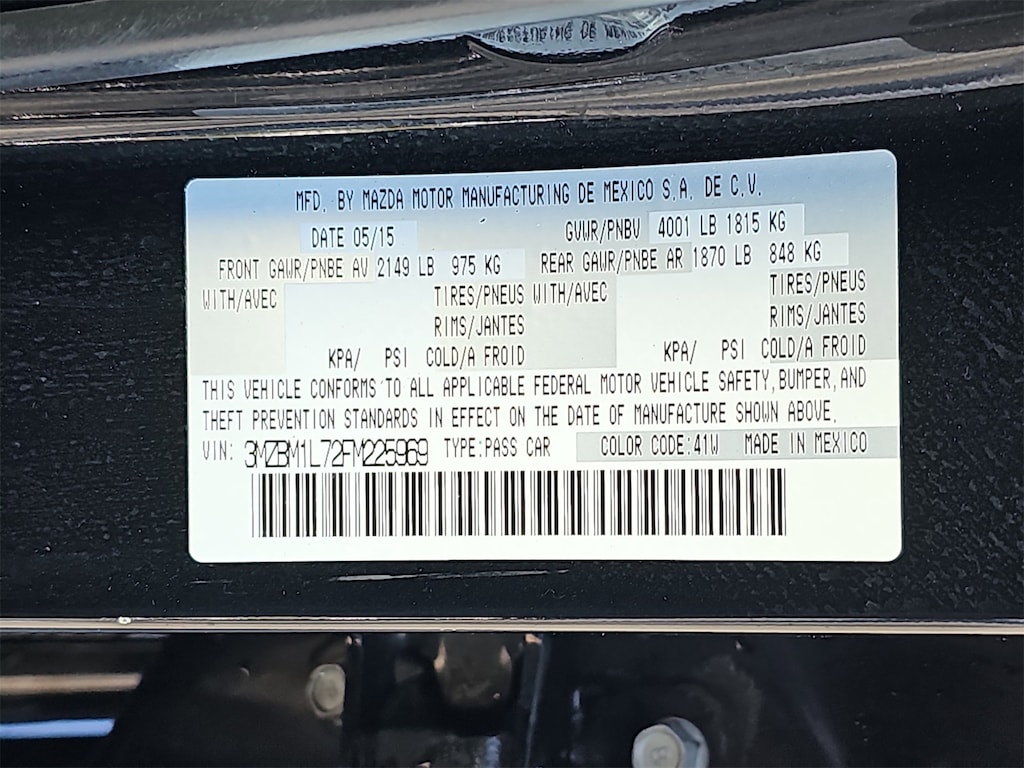 MFD. BY MAZDA MOTOR MANUFACTURING DE MEXICO S.A. DE C.V.
DATE 05/15 GVWR/PNBV 4001 LB 1815 KG
FRONT GAWR/PNBE AV 2149 LB 975 KG REAR GAWR/PNBE AR 1870 LB 848 KG
WITH/AVEC TIRES/PNEUS WITH/AVEC TIRES/PNEUS
RIMS/JANTES RIMS/JANTES
KPA/ PSI COLD/A FROID KPA/ PSI COLD/A FROID
THIS VEHICLE CONFORMS TO ALL APPLICABLE FEDERAL MOTOR VEHICLE SAFETY, BUMPER, AND
THEFT PREVENTION STANDARDS IN EFFECT ON THE DATE OF MANUFACTURE SHOWN ABOVE.
VIN: 3MZBM1L72FM225969 TYPE:PASS CAR COLOR CODE:41W MADE IN MEXICO